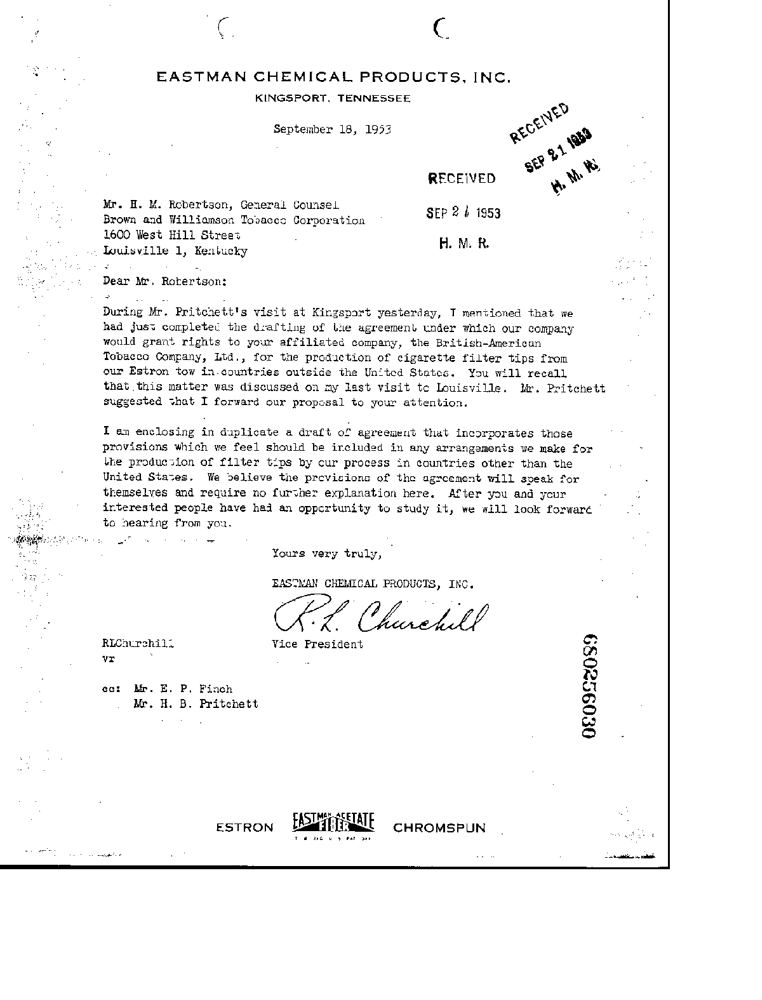 EASTMAN CHEMICAL PRODUCTS, INC.
KINGSPORT, TENNESSEE
September 18, 1953
RECEIVED
SEP 21 1953
H. M. R.
RECEIVED
SEP 2 1953
H. M. R.
Mr. H. M. Robertson, General Counsel
Brown and Williamson Tobacco Corporation
1600 West Hill Street
Louisville 1, Kentucky
Dear Mr. Robertson:
During Mr. Pritchett's visit at Kingsport yesterday, I mentioned that we
had just completed the drafting of the agreement under which our company
would grant rights to your affiliated company, the British-American
Tobacco Company, Ltd., for the production of cigarette filter tips from
our Estron tow in countries outside the United States. You will recall
that this matter was discussed on my last visit to Louisville. Mr. Pritchett
suggested that I forward our proposal to your attention.
I am enclosing in duplicate a draft of agreement that incorporates those
provisions which we feel should be included in any arrangements we make for
the production of filter tips by our process in countries other than the
United States. We believe the provisions of the agreement will speak for
themselves and require no further explanation here. After you and your
interested people have had an opportunity to study it, we will look forward
to hearing from you.
Yours very truly,
EASTMAN CHEMICAL PRODUCTS, INC.
R. L. Churchill
Vice President
RLChurchill
vr
cc: Mr. E. P. Finch
Mr. H. B. Pritchett
680256030
ESTRON
EASTMAN ACETATE
CHROMSPUN